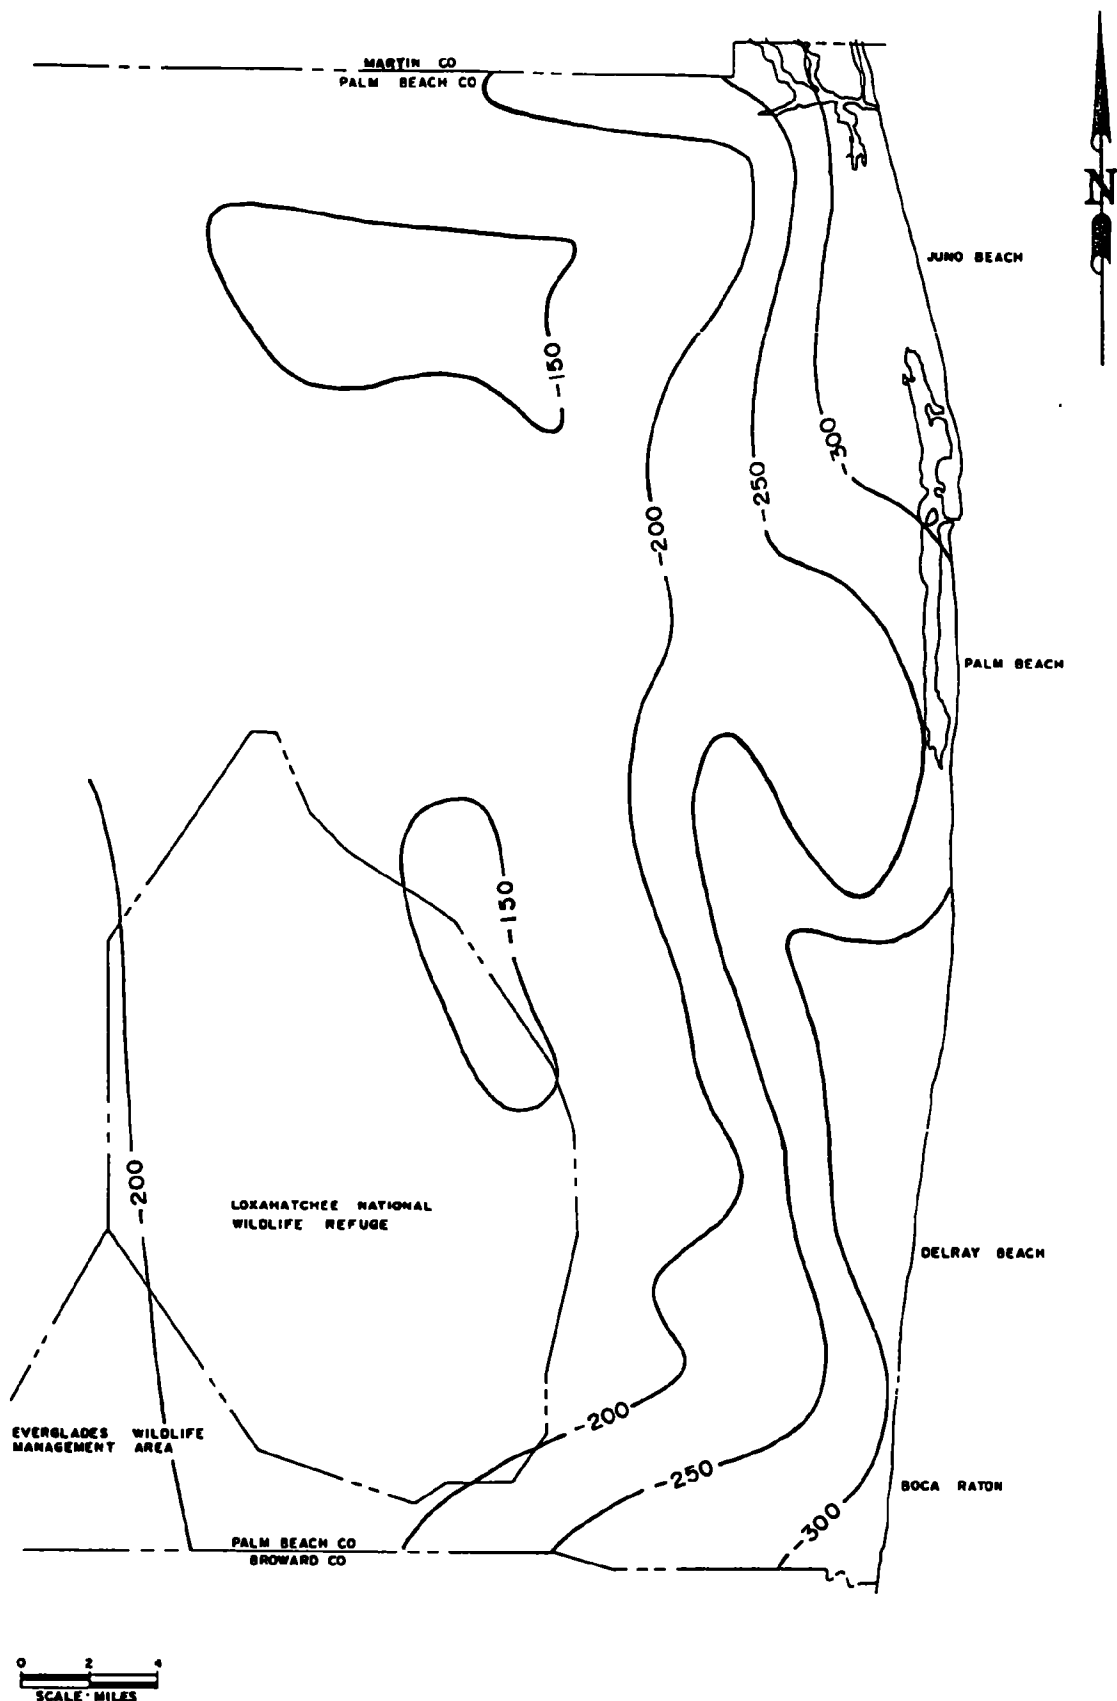 MARTIN CO
PALM BEACH CO
N
JUNO BEACH
-150
-300
-250
-200
PALM BEACH
-150
-200
LOXAHATCHEE NATIONAL
WILDLIFE REFUGE
DELRAY BEACH
-200
EVERGLADES WILDLIFE
MANAGEMENT AREA
-250
BOCA RATON
-300
PALM BEACH CO
BROWARD CO
0 2 4
SCALE · MILES